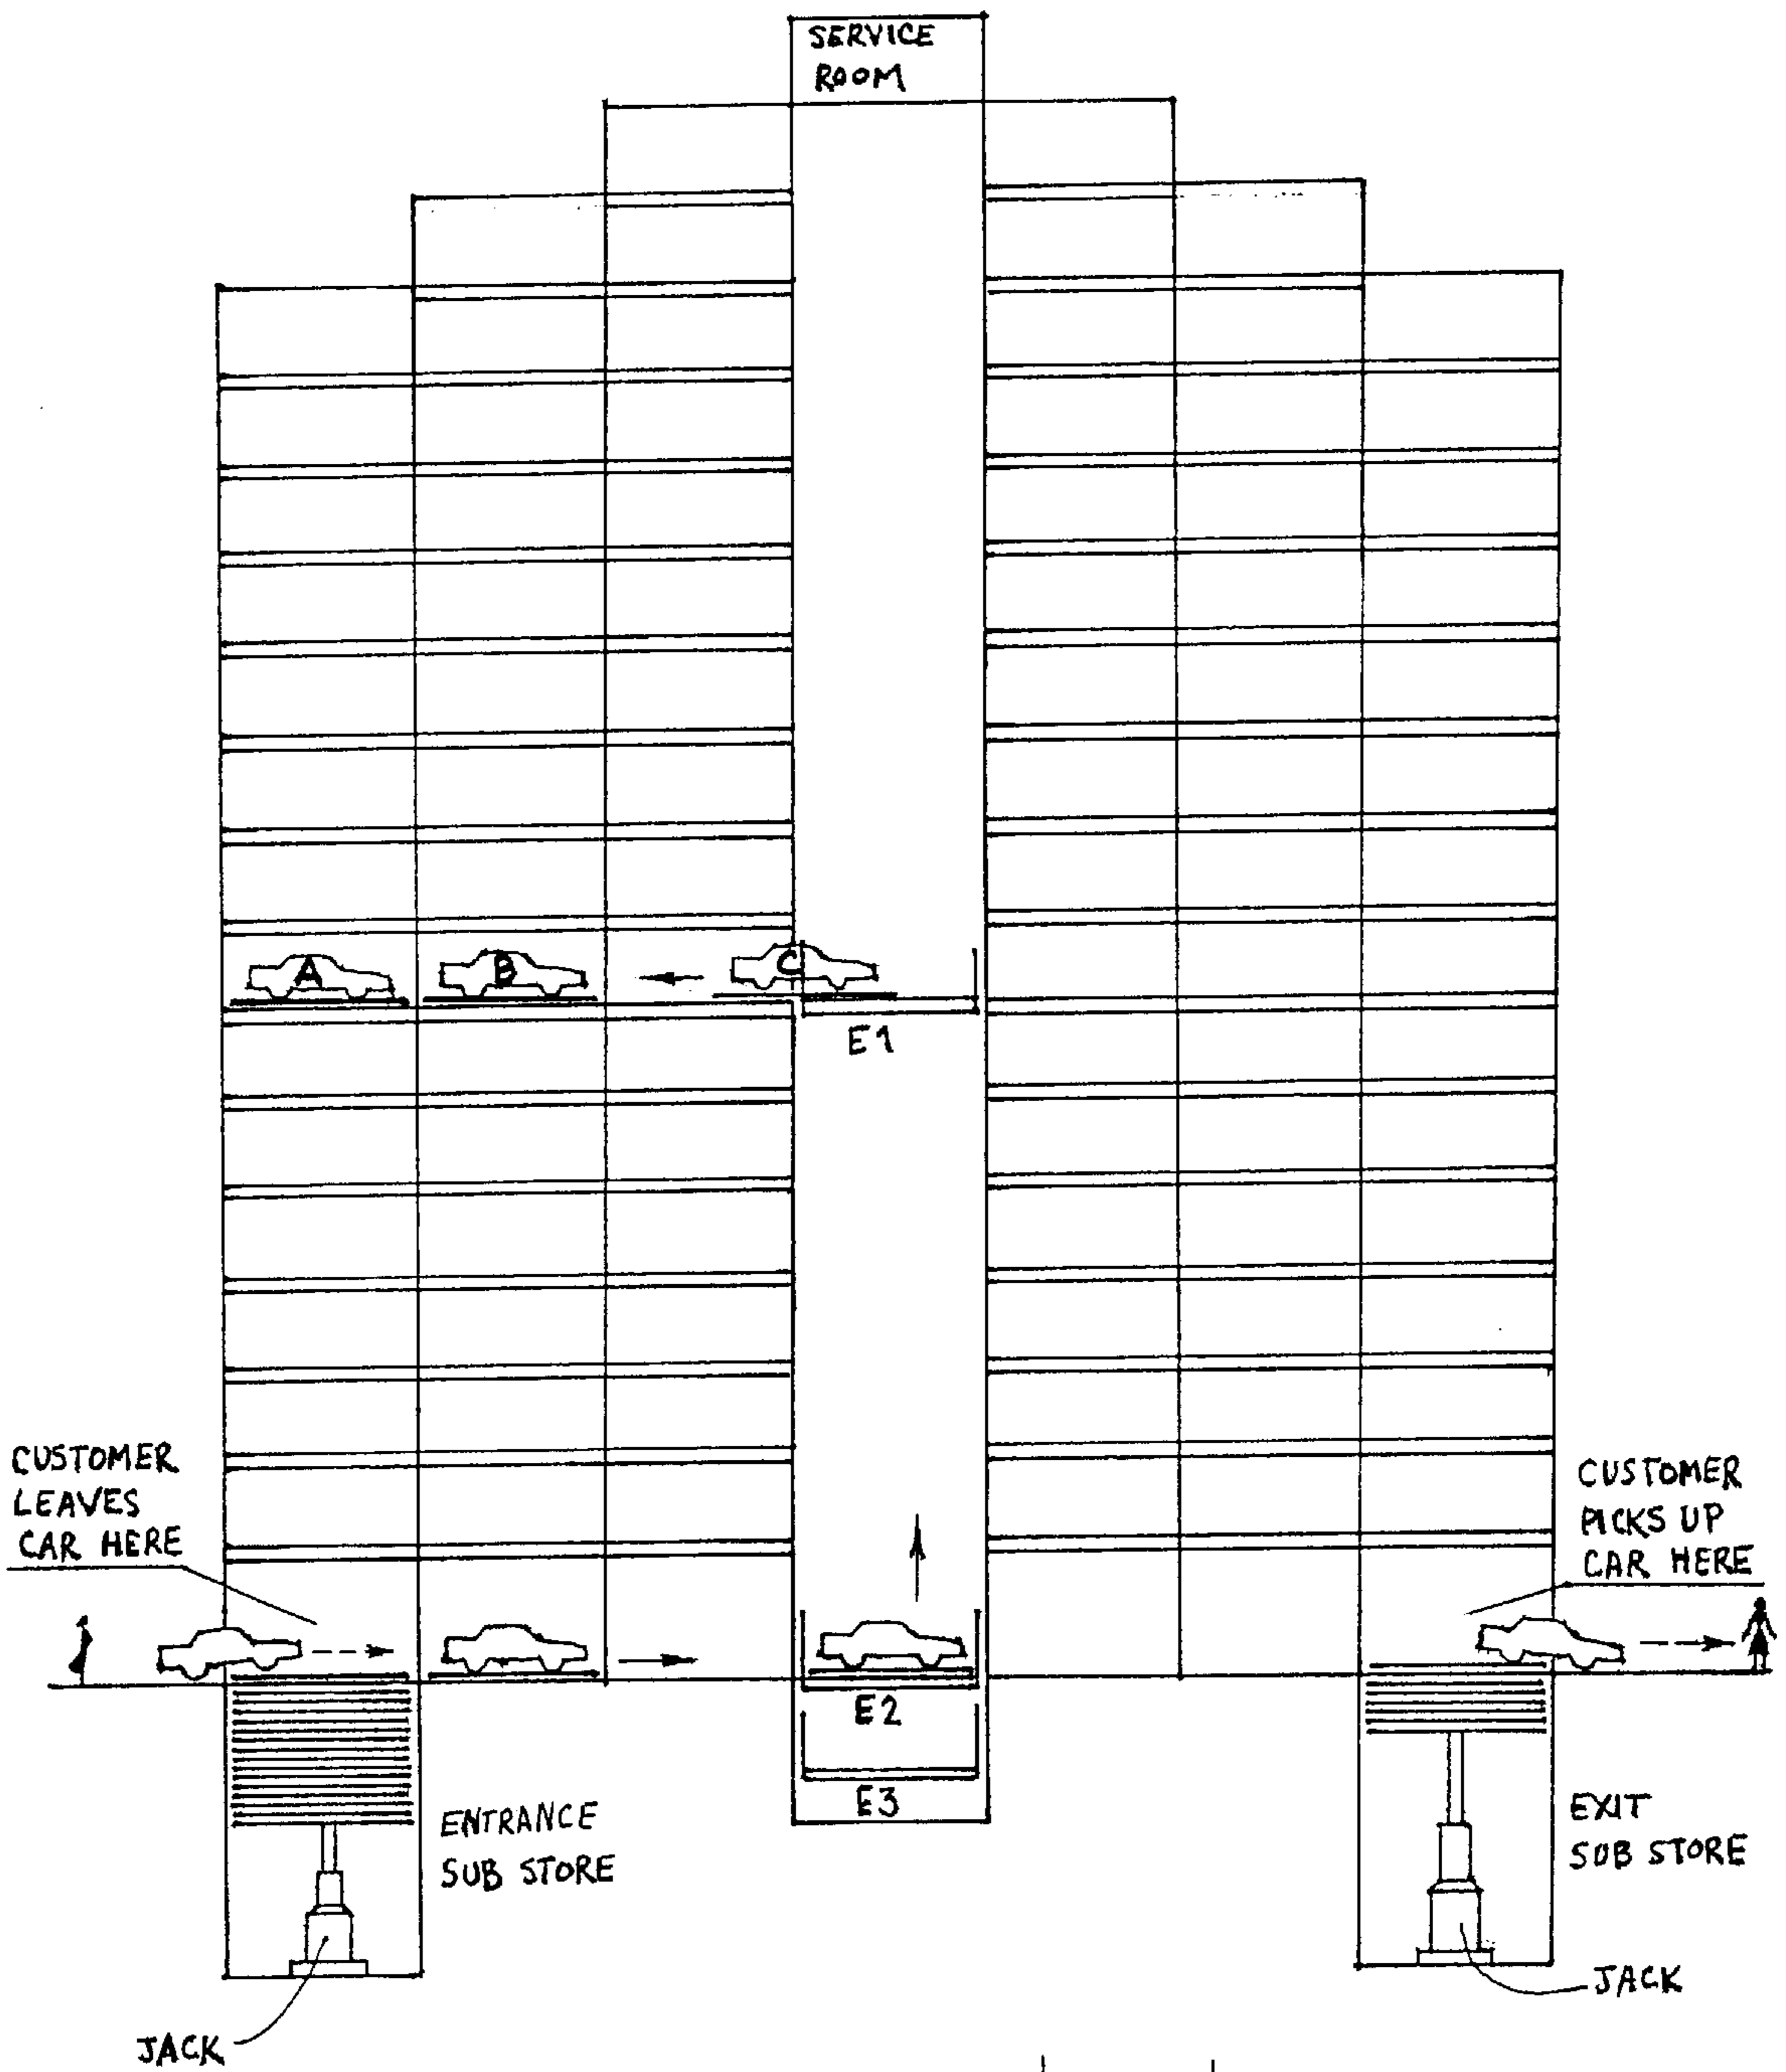 SERVICE
ROOM
A
B
C
E1
CUSTOMER
LEAVES
CAR HERE
CUSTOMER
PICKS UP
CAR HERE
E2
E3
ENTRANCE
SUB STORE
EXIT
SUB STORE
JACK
JACK